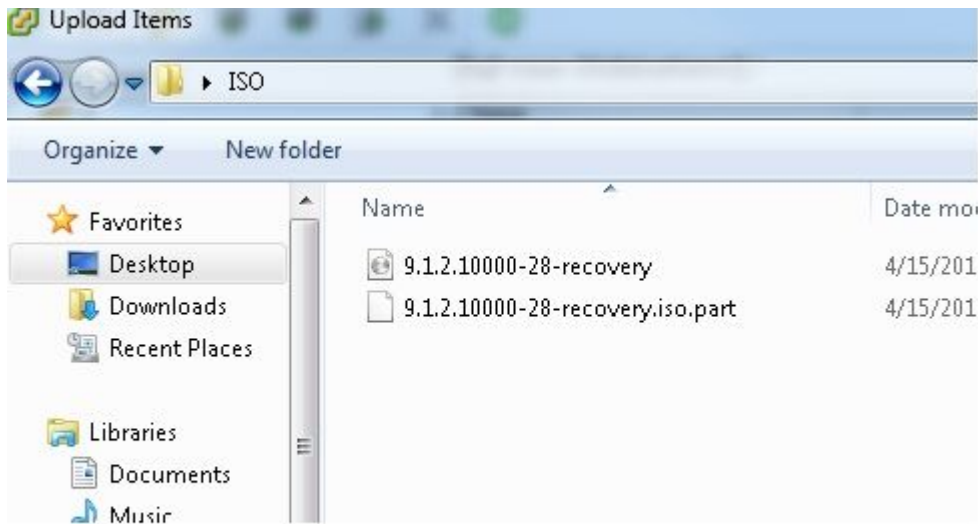 Upload Items
ISO
Organize
New folder
Favorites
Desktop
Downloads
Recent Places
Libraries
Documents
Music
Name
Date mo
9.1.2.10000-28-recovery
4/15/201
9.1.2.10000-28-recovery.iso.part
4/15/201